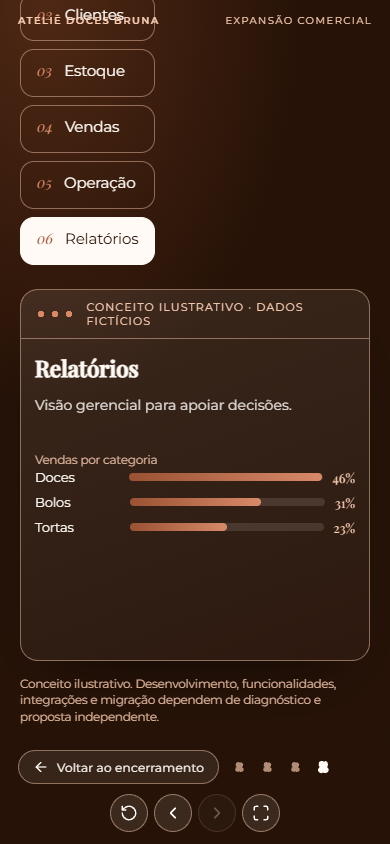 ATELIÊ DOCES BRUNA
EXPANSÃO COMERCIAL
02 Clientes
03 Estoque
04 Vendas
05 Operação
06 Relatórios
CONCEITO ILUSTRATIVO · DADOS
FICTÍCIOS
Relatórios
Visão gerencial para apoiar decisões.
Vendas por categoria
Doces 46%
Bolos 31%
Tortas 23%
Conceito ilustrativo. Desenvolvimento, funcionalidades,
integrações e migração dependem de diagnóstico e
proposta independente.
Voltar ao encerramento